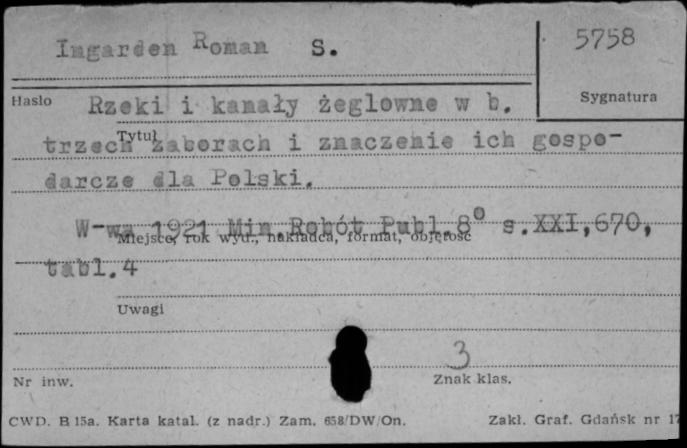 Ingarden Roman S.
5758
Hasło
Sygnatura
Rzeki i kanały żeglowne w b.
Tytuł
trzech zaborach i znaczenie ich gospo-
darcze dla Polski.
W-wa 1921 Min.Robót Publ.8° s.XXI,670,
Miejsce, rok wyd., nakładca, format, objętość
tabl.4
Uwagi
3
Nr inw.
Znak klas.
CWD. B 15a. Karta katal. (z nadr.) Zam. 658/DW/On.
Zakł. Graf. Gdańsk nr 17